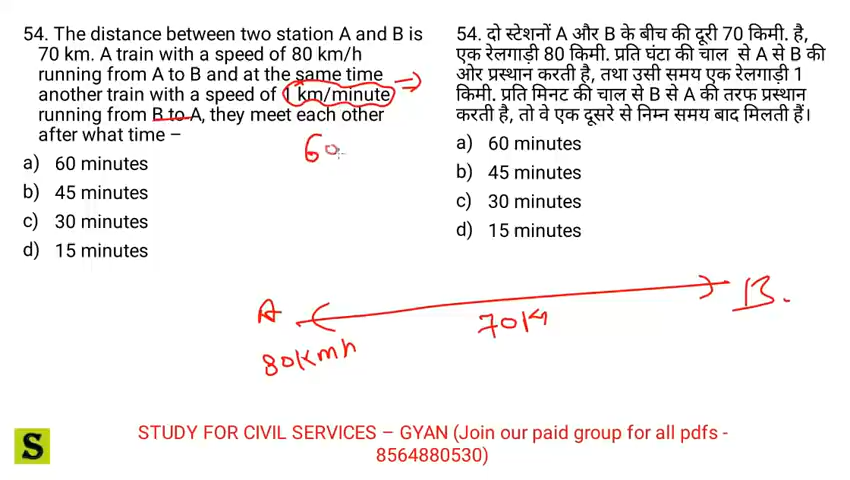 54. The distance between two station A and B is
70 km. A train with a speed of 80 km/h
running from A to B and at the same time
another train with a speed of 1 km/minute
running from B to A, they meet each other
after what time –
60
a) 60 minutes
b) 45 minutes
c) 30 minutes
d) 15 minutes
54. दो स्टेशनों A और B के बीच की दूरी 70 किमी. है,
एक रेलगाड़ी 80 किमी. प्रति घंटा की चाल से A से B की
ओर प्रस्थान करती है, तथा उसी समय एक रेलगाड़ी 1
किमी. प्रति मिनट की चाल से B से A की तरफ प्रस्थान
करती है, तो वे एक दूसरे से निम्न समय बाद मिलती हैं।
a) 60 minutes
b) 45 minutes
c) 30 minutes
d) 15 minutes
A
B.
70KM
80kmh
S
STUDY FOR CIVIL SERVICES – GYAN (Join our paid group for all pdfs -
8564880530)